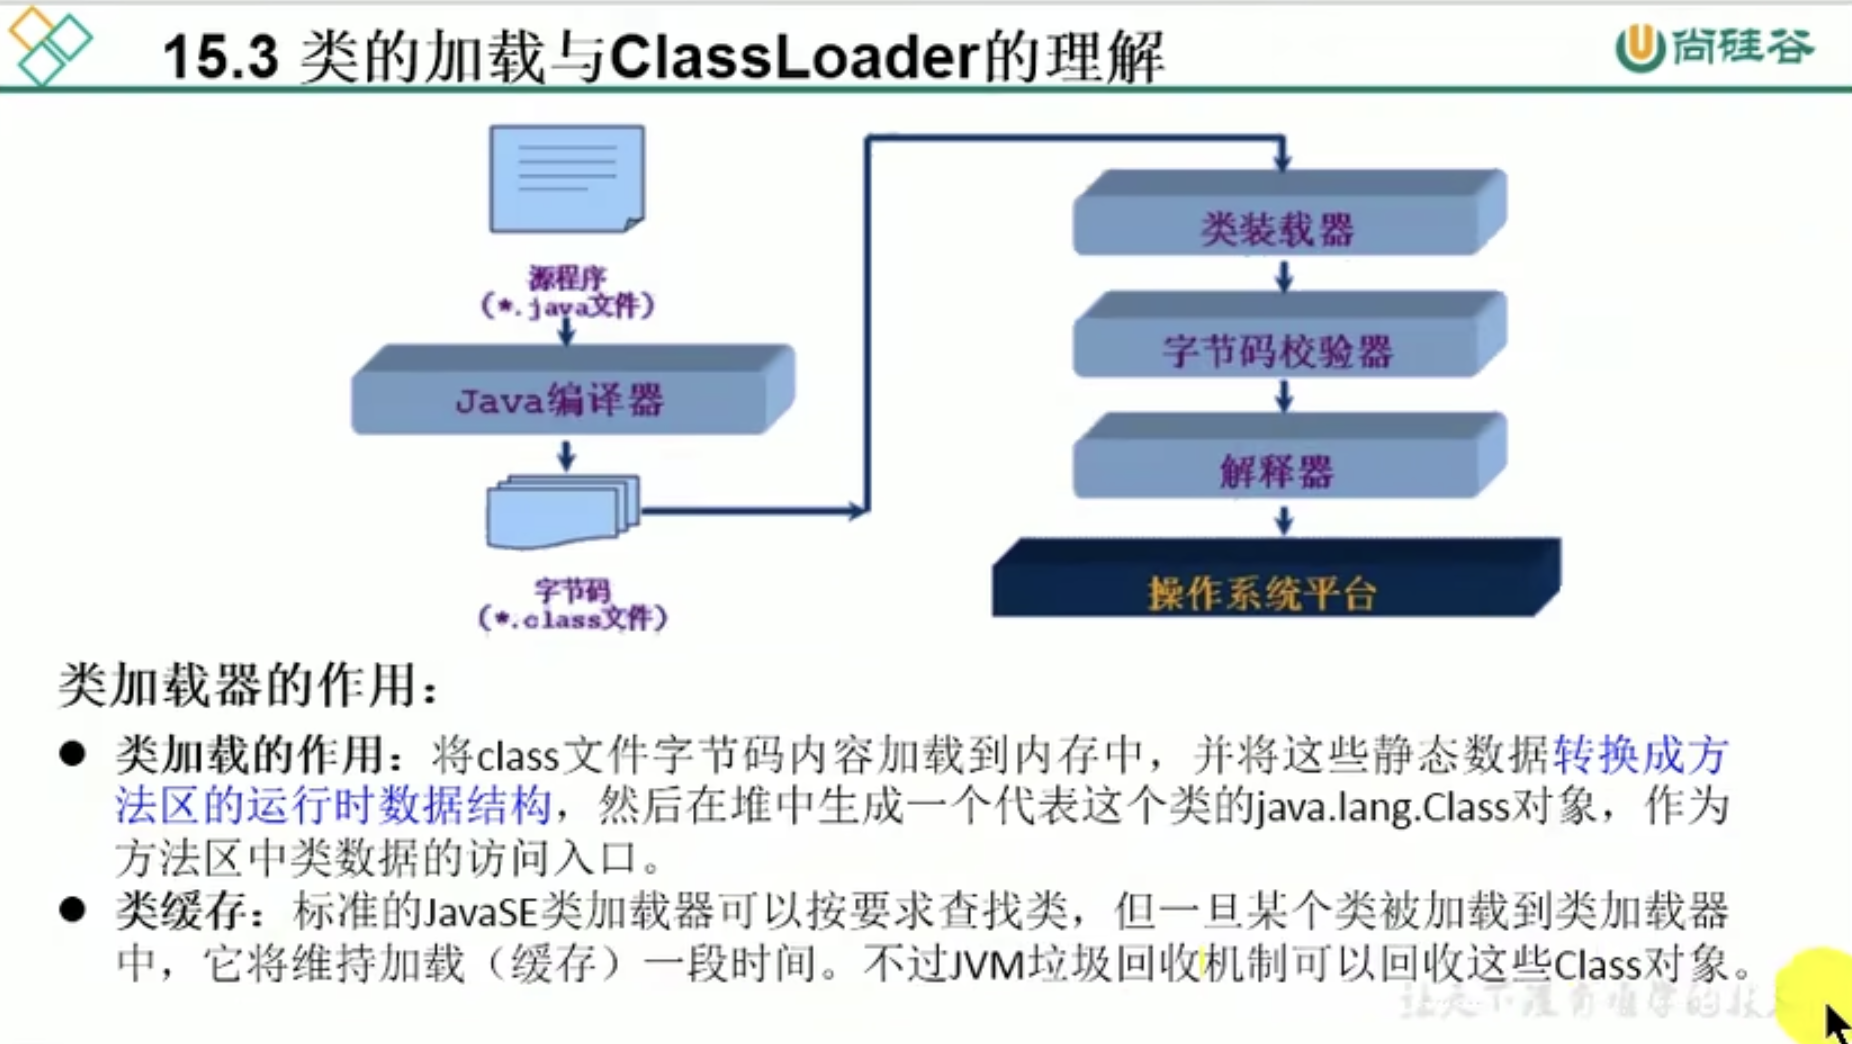 15.3 类的加载与ClassLoader的理解
尚硅谷
源程序
(*.java文件)
Java编译器
字节码
(*.class文件)
类装载器
字节码校验器
解释器
操作系统平台
类加载器的作用：
● 类加载的作用：将class文件字节码内容加载到内存中，并将这些静态数据转换成方
法区的运行时数据结构，然后在堆中生成一个代表这个类的java.lang.Class对象，作为
方法区中类数据的访问入口。
● 类缓存：标准的JavaSE类加载器可以按要求查找类，但一旦某个类被加载到类加载器
中，它将维持加载（缓存）一段时间。不过JVM垃圾回收机制可以回收这些Class对象。